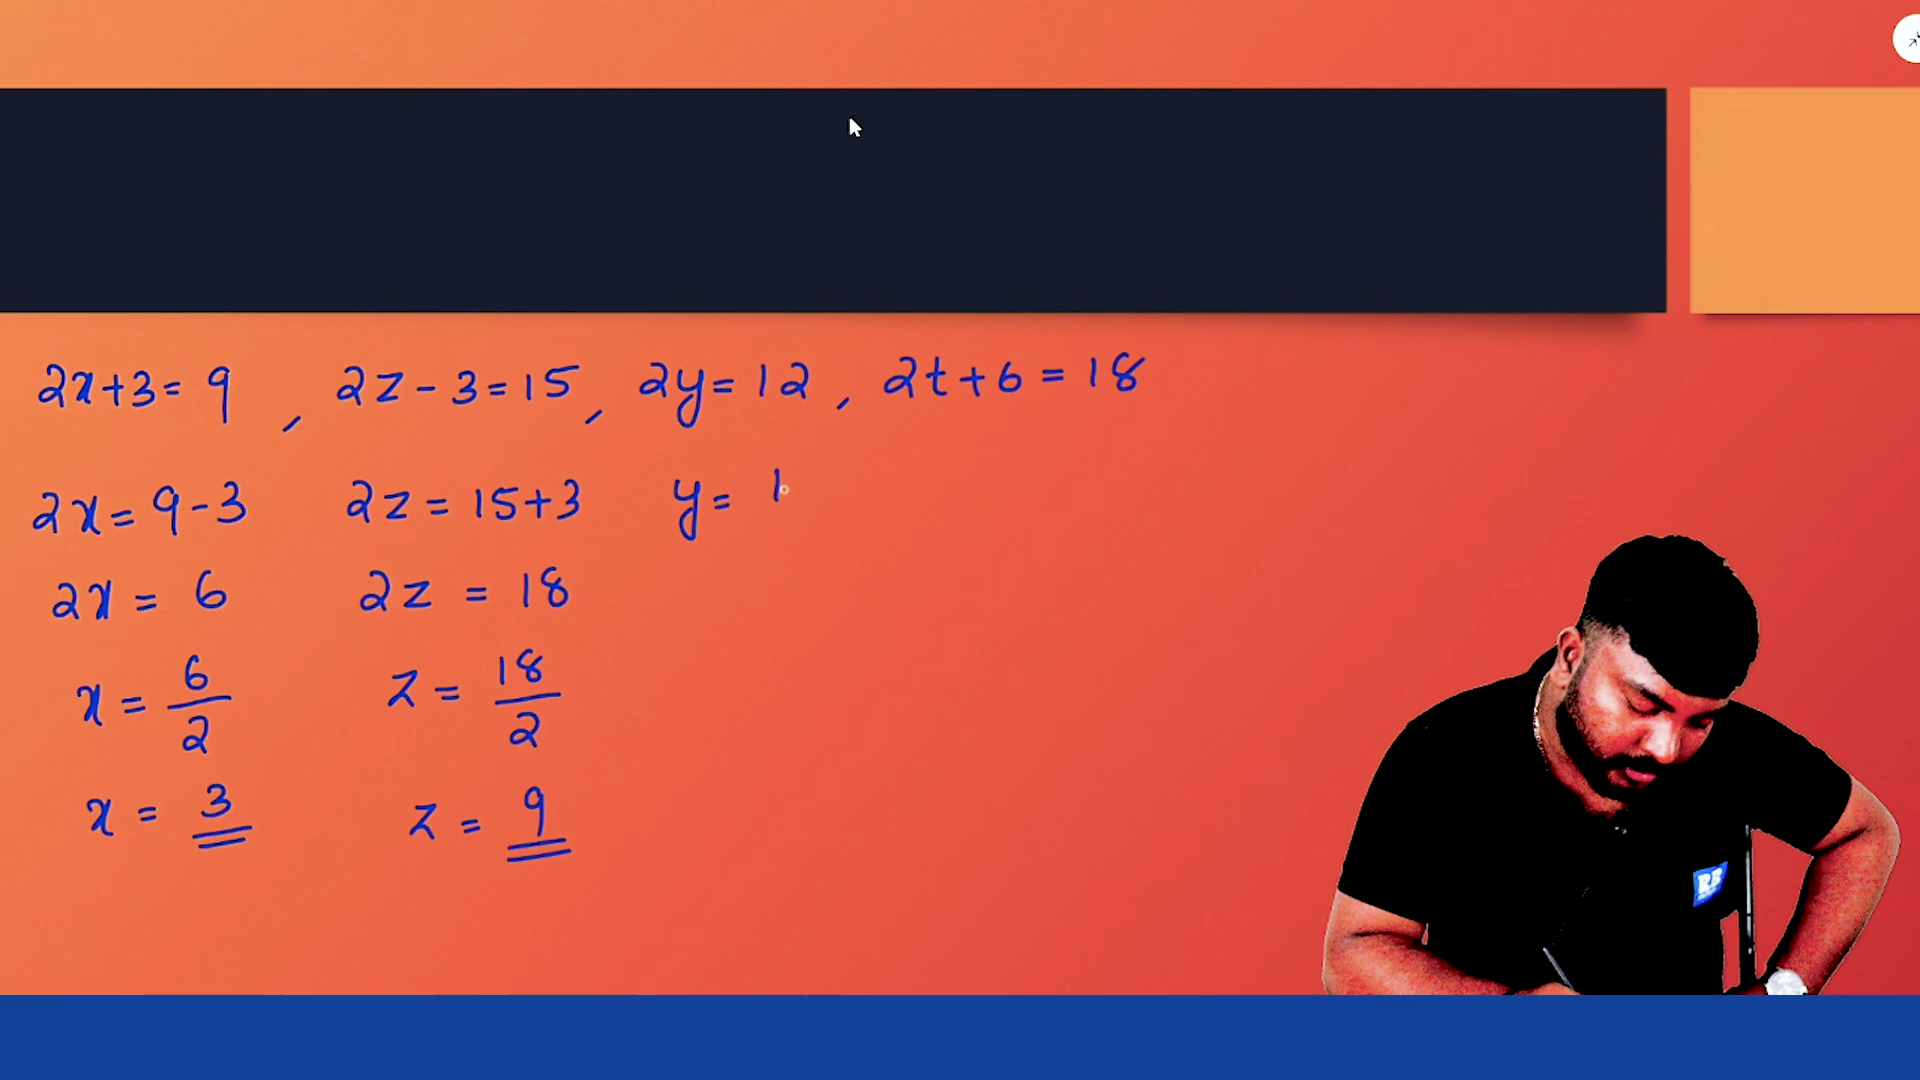 2x+3=9 , 2z-3=15 , 2y=12 , 2t+6=18
2x=9-3 2z=15+3 y= 1
2x = 6 2z = 18
x = 6/2 z = 18/2
x = 3 z = 9
RB